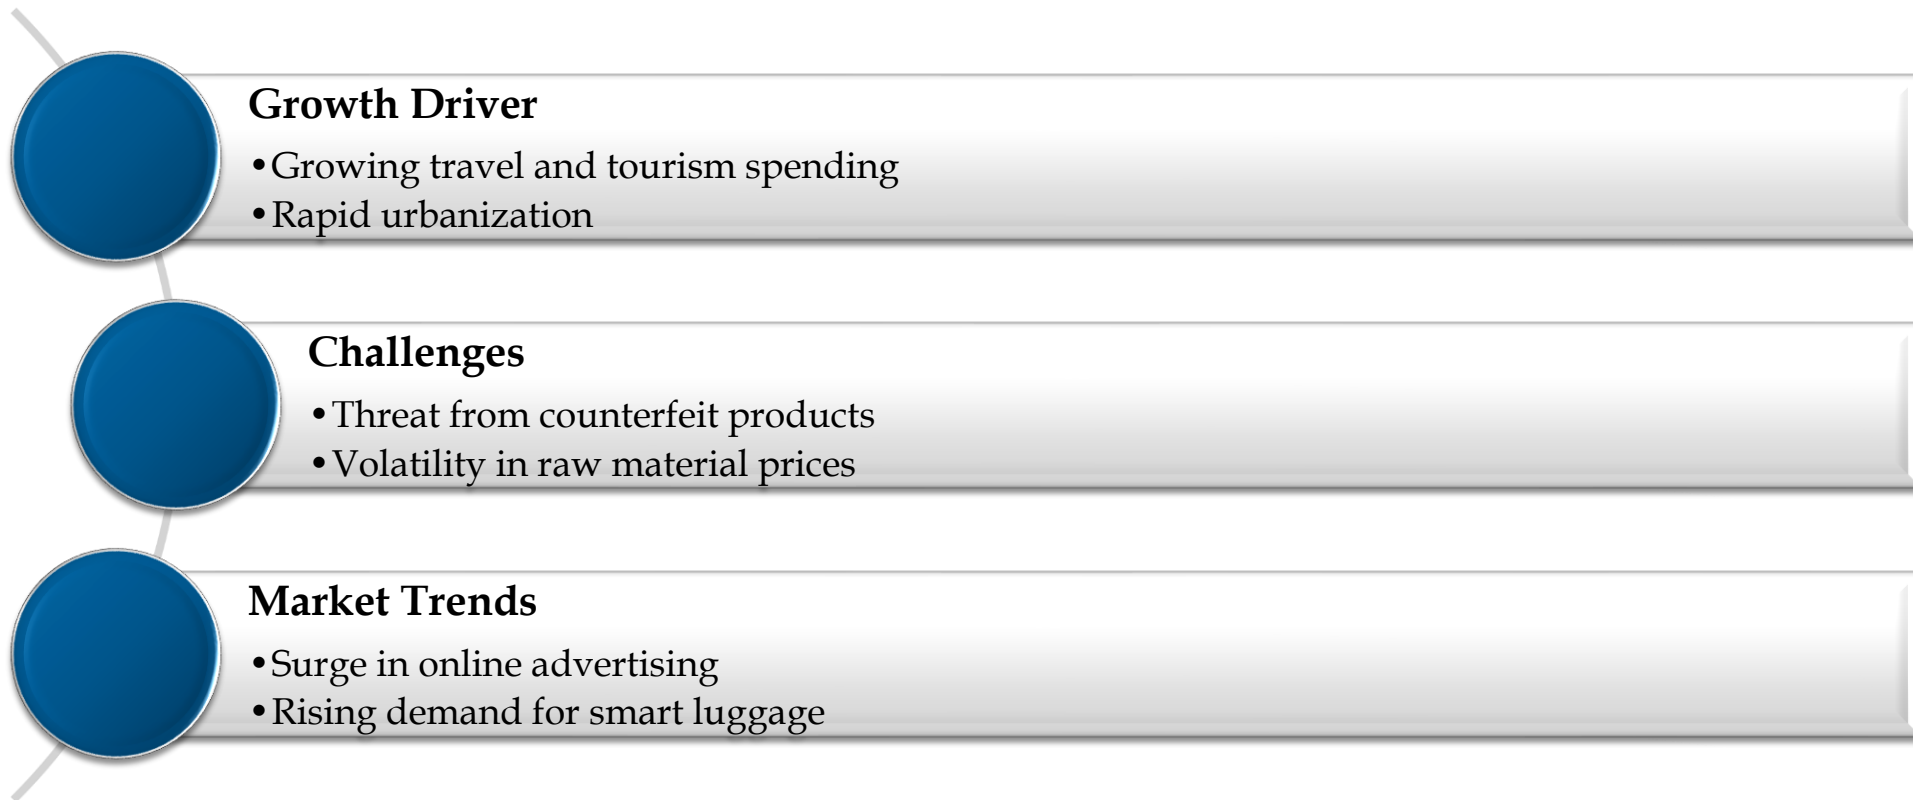 Growth Driver
•Growing travel and tourism spending
•Rapid urbanization
Challenges
•Threat from counterfeit products
•Volatility in raw material prices
Market Trends
•Surge in online advertising
•Rising demand for smart luggage